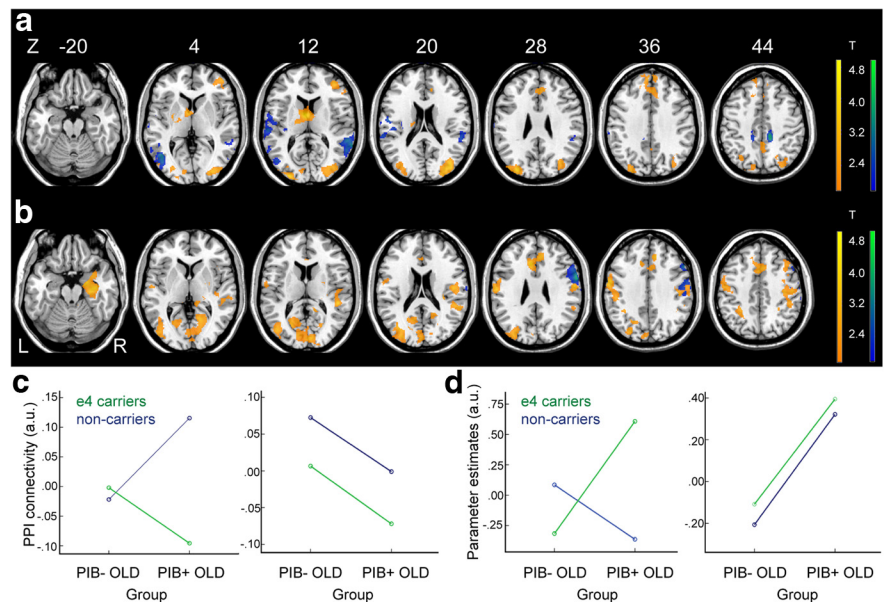 a
Z -20 4 12 20 28 36 44
T
4.8
4.0
3.2
2.4
b
T
4.8
4.0
3.2
2.4
L R
c
e4 carriers
non-carriers
PPI connectivity (a.u.)
.10
.05
.00
-.05
-.10
PIB- OLD PIB+ OLD
Group
.10
.05
.00
-.05
-.10
PIB- OLD PIB+ OLD
Group
d
e4 carriers
non-carriers
Parameter estimates (a.u.)
.75
.50
.25
.00
-.25
PIB- OLD PIB+ OLD
Group
.40
.20
.00
-.20
PIB- OLD PIB+ OLD
Group